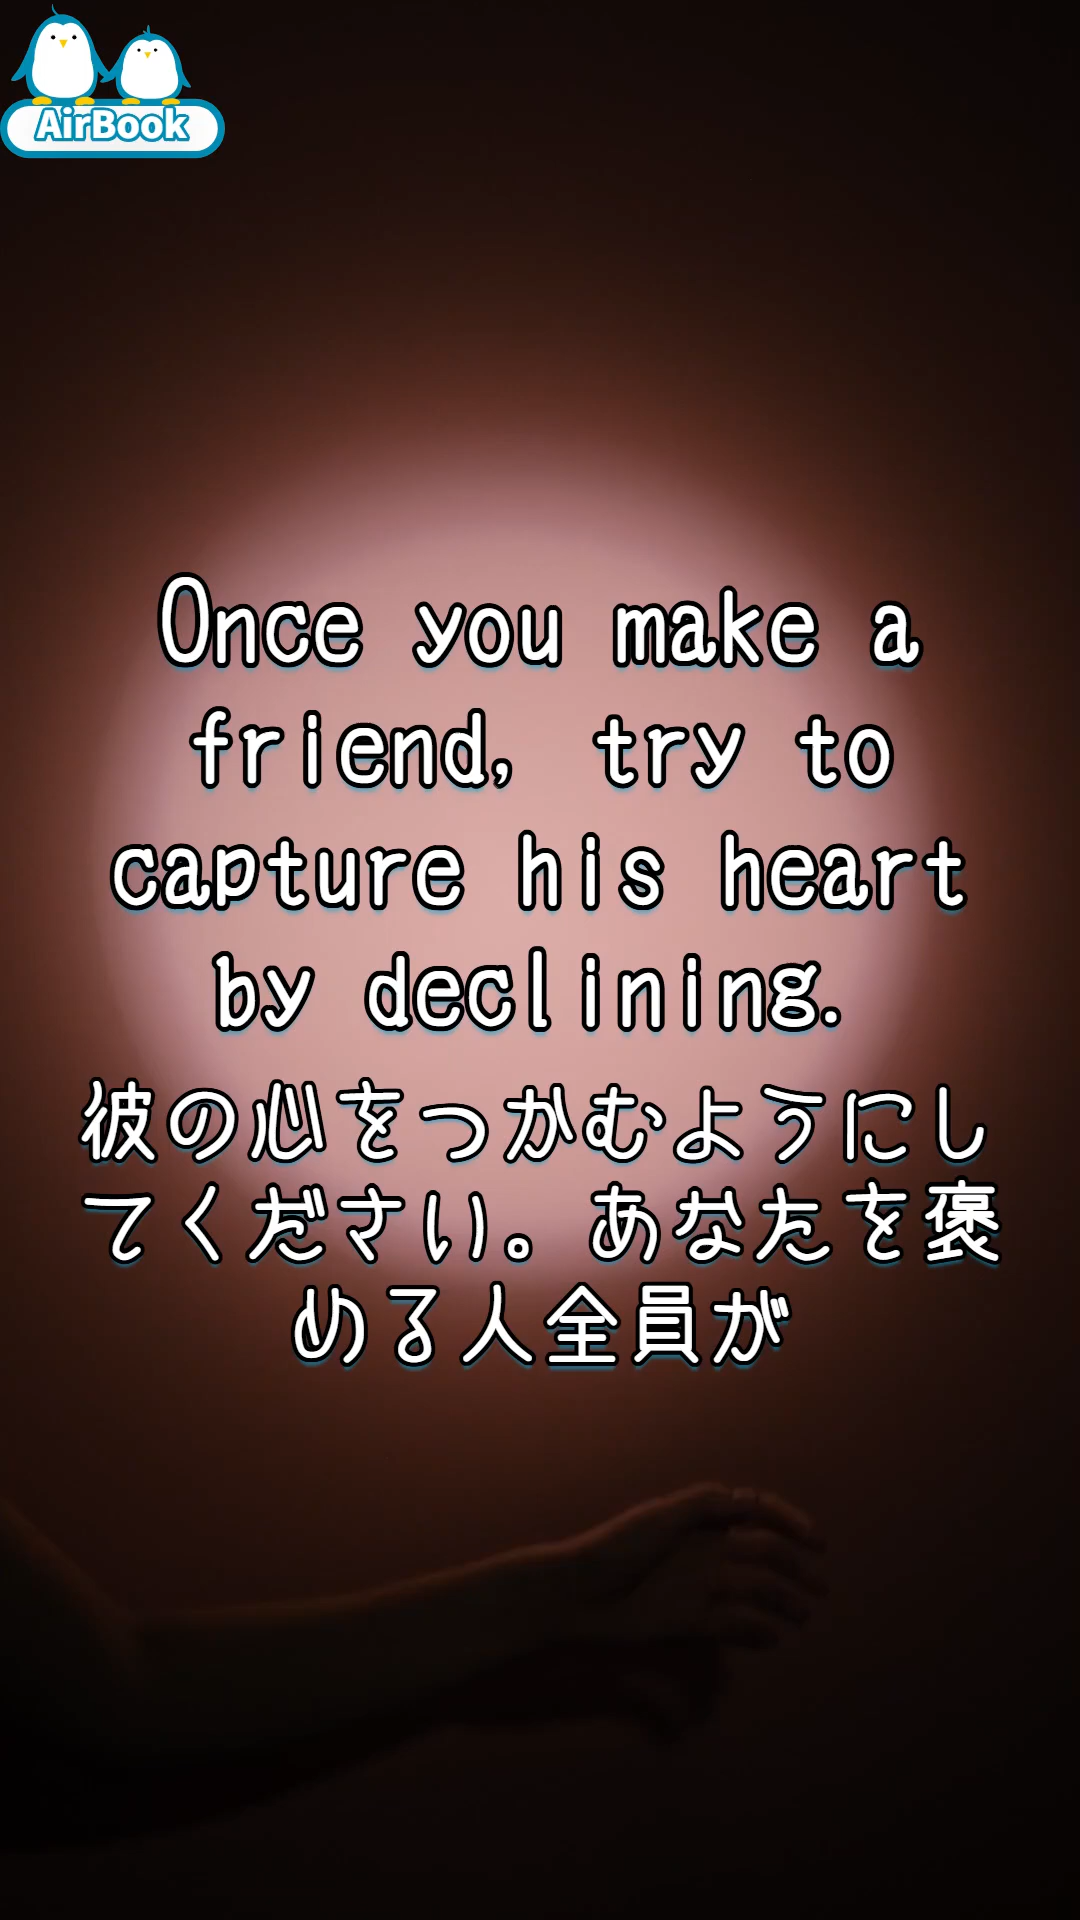 AirBook
Once you make a
friend, try to
capture his heart
by declining.
彼の心をつかむようにし
てください。あなたを褒
める人全員が